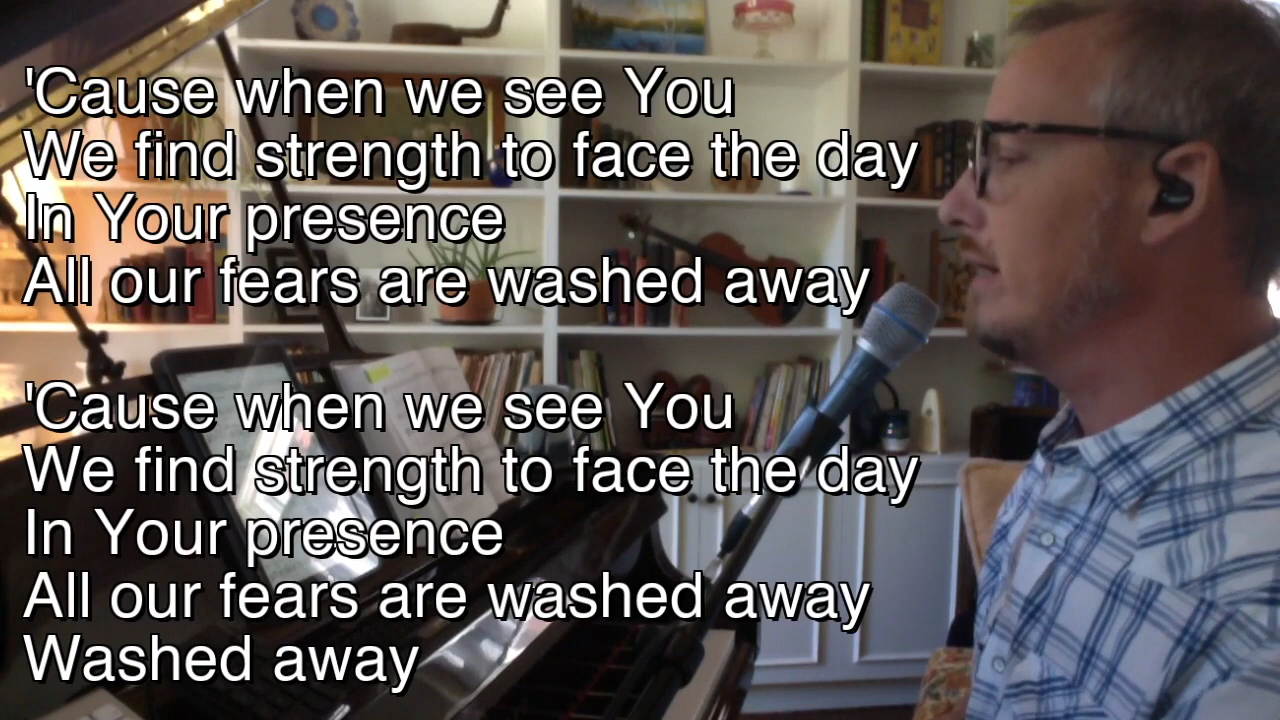 'Cause when we see You
We find strength to face the day
In Your presence
All our fears are washed away
'Cause when we see You
We find strength to face the day
In Your presence
All our fears are washed away
Washed away